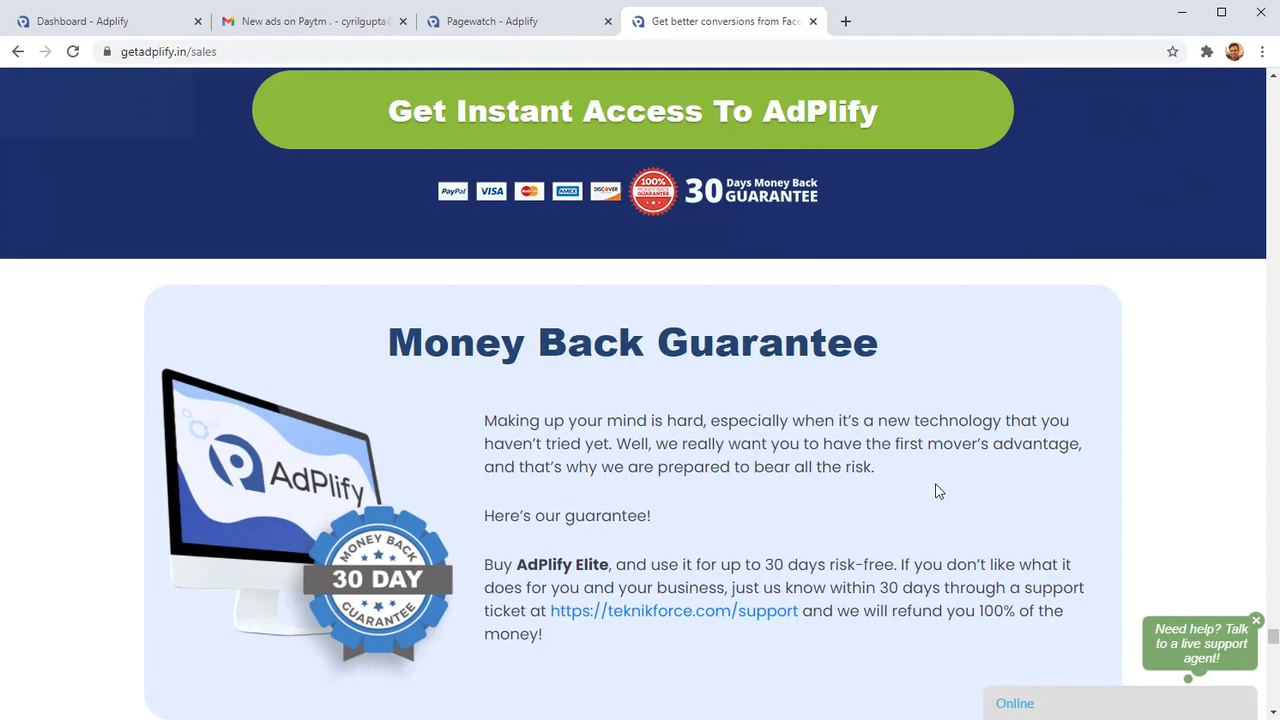 Dashboard - Adplify
New ads on Paytm . - cyrilgupta@
Pagewatch - Adplify
Get better conversions from Face
getadplify.in/sales
Get Instant Access To AdPlify
PayPal VISA MasterCard AMEX DISCOVER 100% MONEY BACK GUARANTEE 30 Days Money Back GUARANTEE
Money Back Guarantee
Making up your mind is hard, especially when it's a new technology that you
haven't tried yet. Well, we really want you to have the first mover's advantage,
and that's why we are prepared to bear all the risk.
AdPlify
Here's our guarantee!
MONEY BACK
30 DAY
GUARANTEE
Buy AdPlify Elite, and use it for up to 30 days risk-free. If you don't like what it
does for you and your business, just us know within 30 days through a support
ticket at https://teknikforce.com/support and we will refund you 100% of the
money!
Need help? Talk
to a live support
agent!
Online